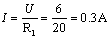 I = U/R₁ = 6/20 = 0.3A